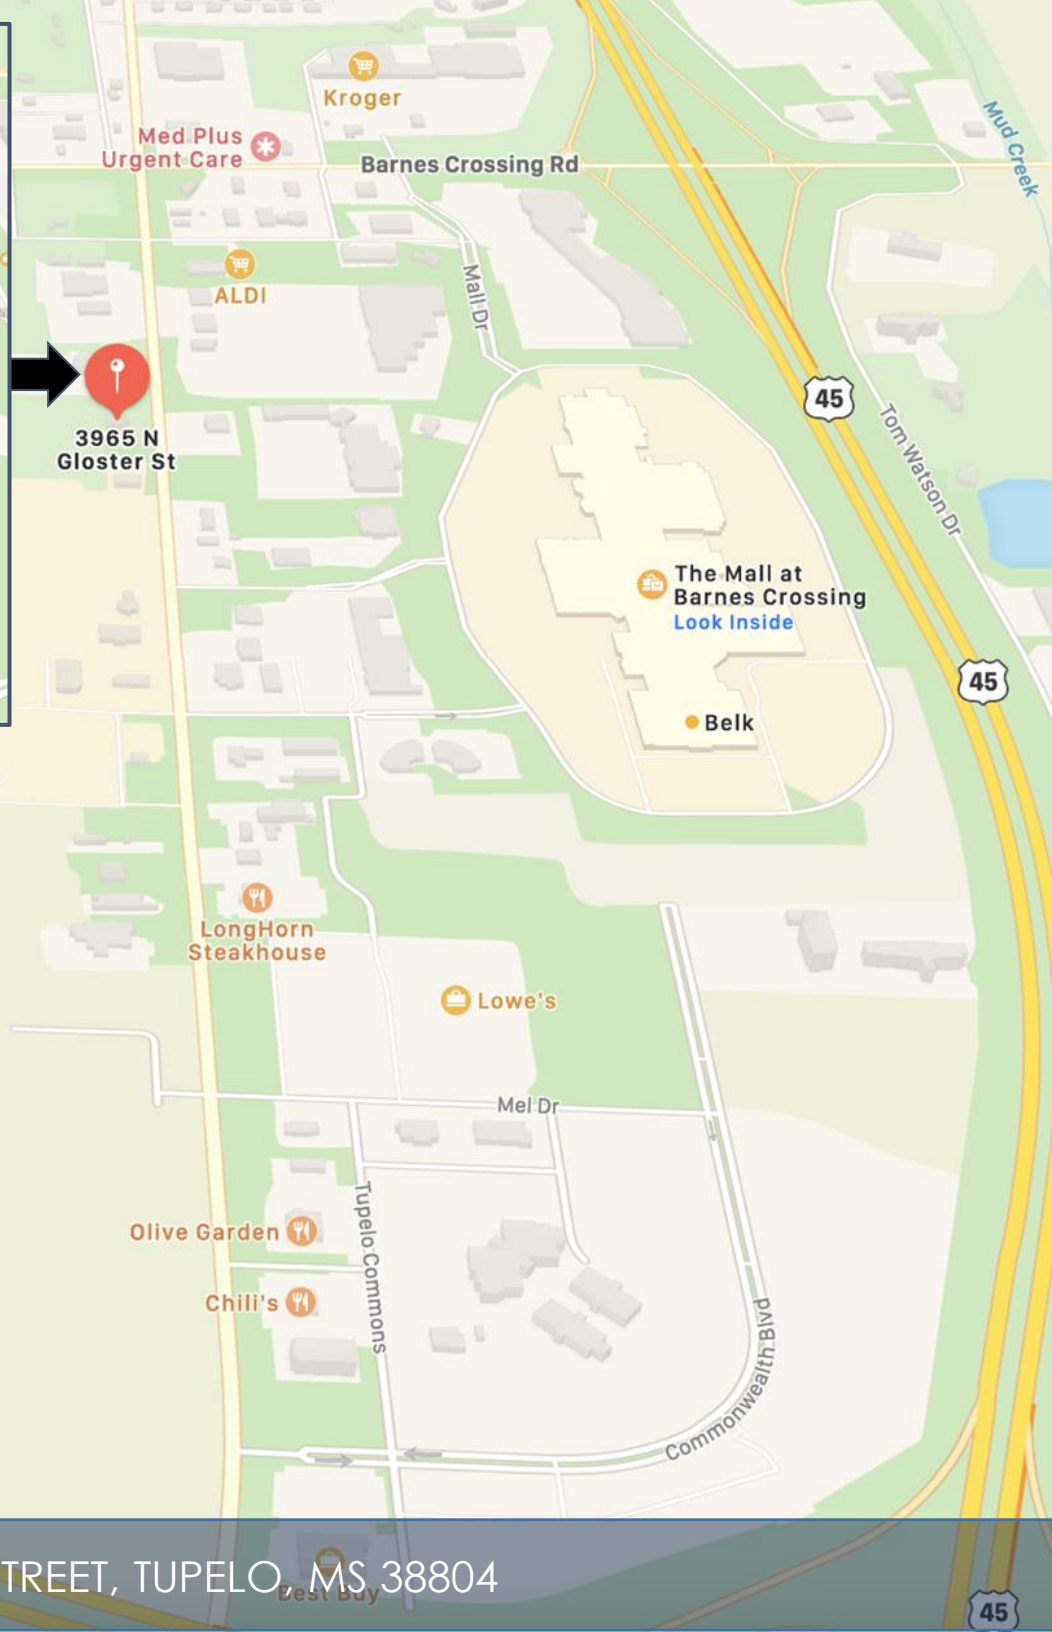 Kroger
Med Plus
Urgent Care
Barnes Crossing Rd
Mud Creek
ALDI
Mall Dr
45
Tom Watson Dr
3965 N
Gloster St
The Mall at
Barnes Crossing
Look Inside
45
Belk
LongHorn
Steakhouse
Lowe's
Mel Dr
Tupelo Commons
Olive Garden
Chili's
Commonwealth Blvd
TREET, TUPELO, MS 38804
Best Buy
45